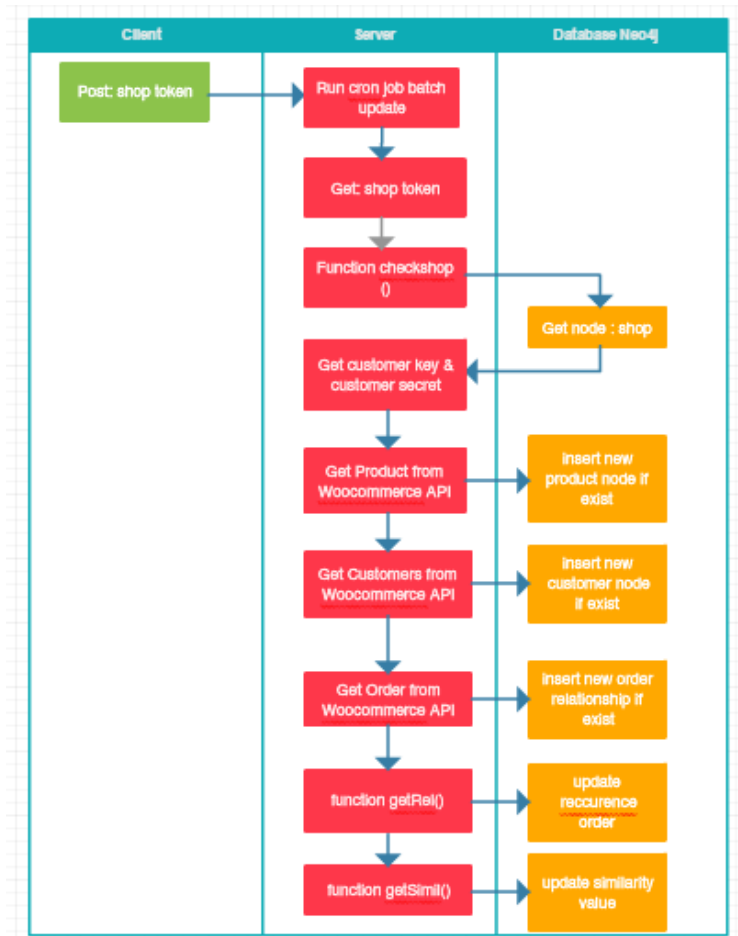 Client
Server
Database Neo4j
Post: shop token
Run cron job batch
update
Get: shop token
Function checkshop
()
Get node : shop
Get customer key &
customer secret
Get Product from
Woocommerce API
insert new
product node if
exist
Get Customers from
Woocommerce API
insert new
customer node
if exist
Get Order from
Woocommerce API
insert new order
relationship if
exist
function getRel()
update
reccurence
order
function getSimil()
update similarity
value